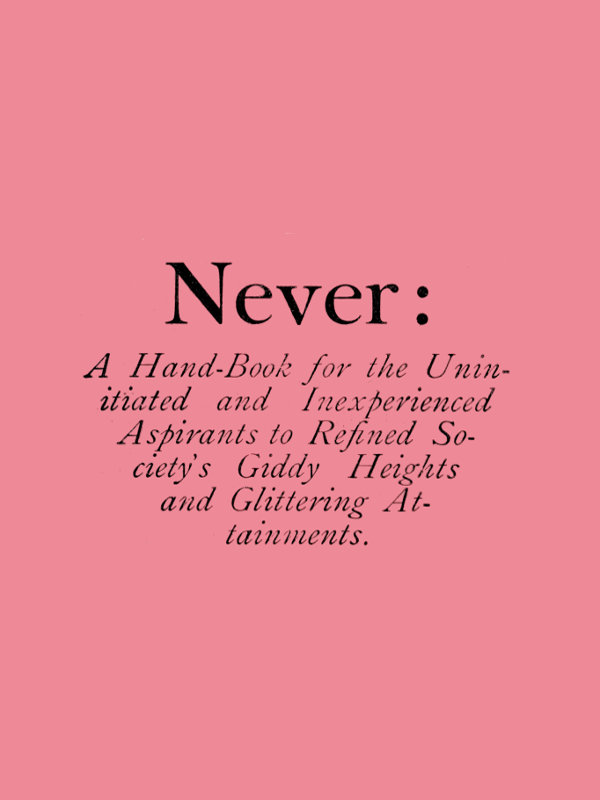 Never:
A Hand-Book for the Unin-
itiated and Inexperienced
Aspirants to Refined So-
ciety's Giddy Heights
and Glittering At-
tainments.